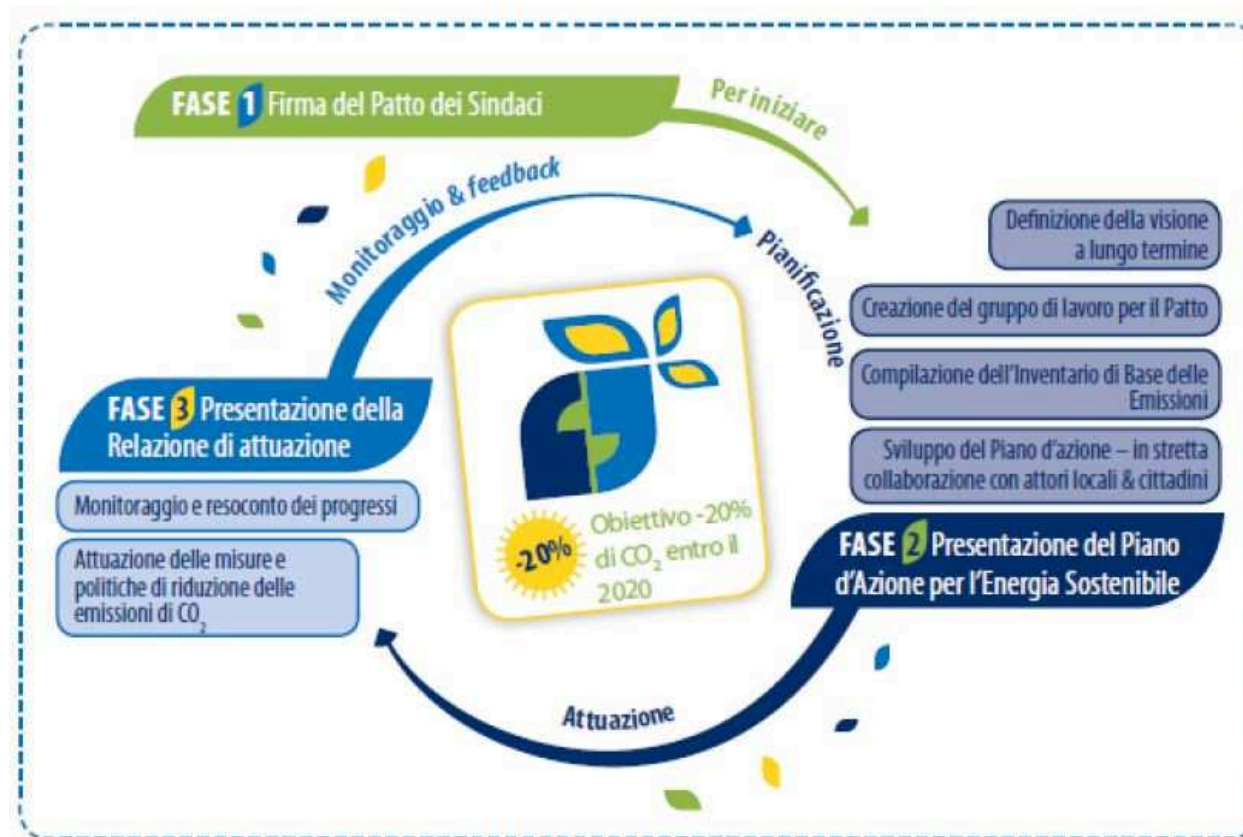 FASE 1 Firma del Patto dei Sindaci
Per iniziare
Monitoraggio & feedback
Pianificazione
Definizione della visione
a lungo termine
Creazione del gruppo di lavoro per il Patto
Compilazione dell'Inventario di Base delle
Emissioni
Sviluppo del Piano d'azione – in stretta
collaborazione con attori locali & cittadini
FASE 2 Presentazione del Piano
d'Azione per l'Energia Sostenibile
Attuazione
FASE 3 Presentazione della
Relazione di attuazione
Monitoraggio e resoconto dei progressi
Attuazione delle misure e
politiche di riduzione delle
emissioni di CO₂
-20%
Obiettivo -20%
di CO₂ entro il
2020